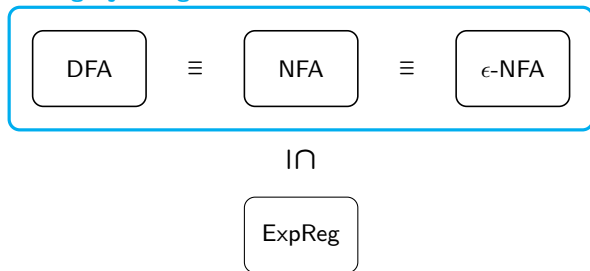 DFA ≡ NFA ≡ ϵ-NFA
I∩
ExpReg